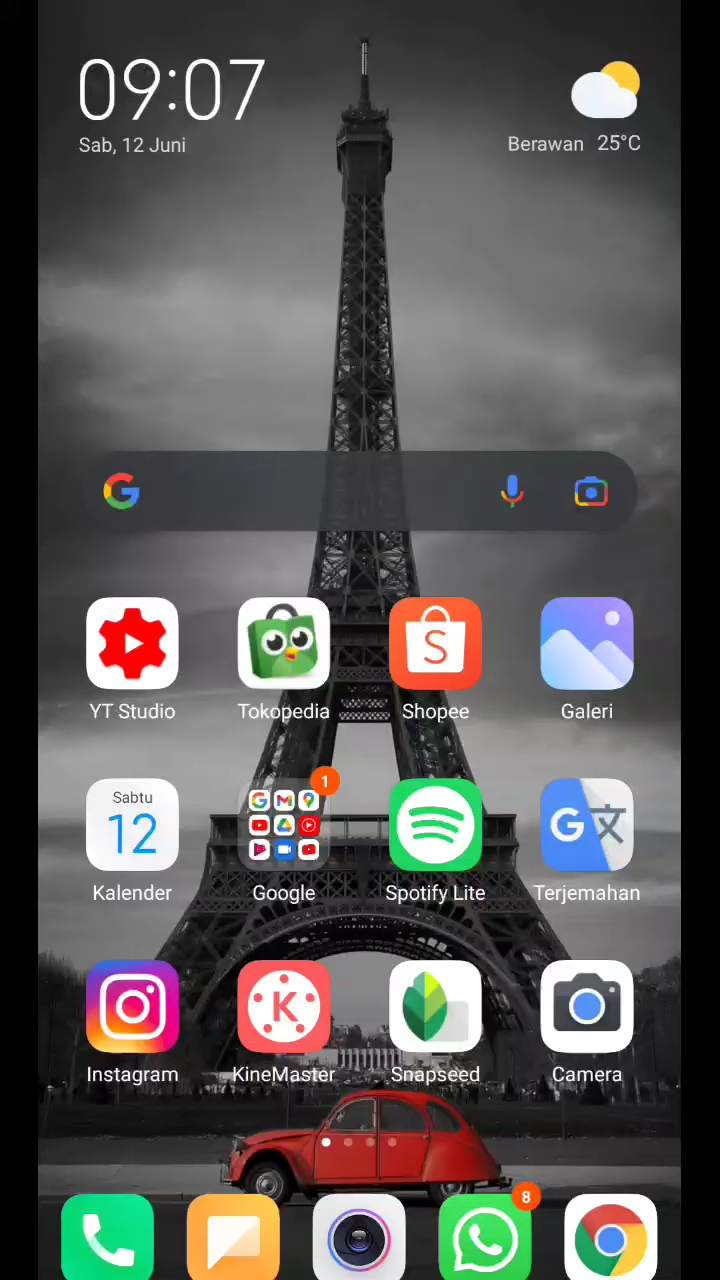 09:07
Sab, 12 Juni
Berawan 25°C
YT Studio
Tokopedia
Shopee
Galeri
Sabtu
12
Kalender
1
Google
Spotify Lite
Terjemahan
Instagram
KineMaster
Snapseed
Camera
8